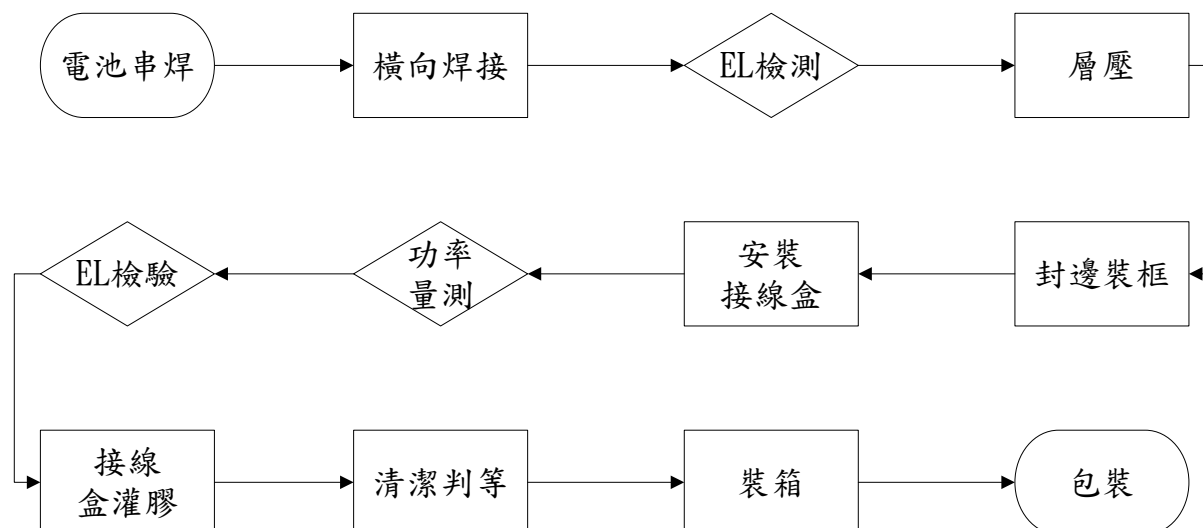 電池串焊
橫向焊接
EL檢測
層壓
封邊裝框
安裝
接線盒
功率
量測
EL檢驗
接線
盒灌膠
清潔判等
裝箱
包裝